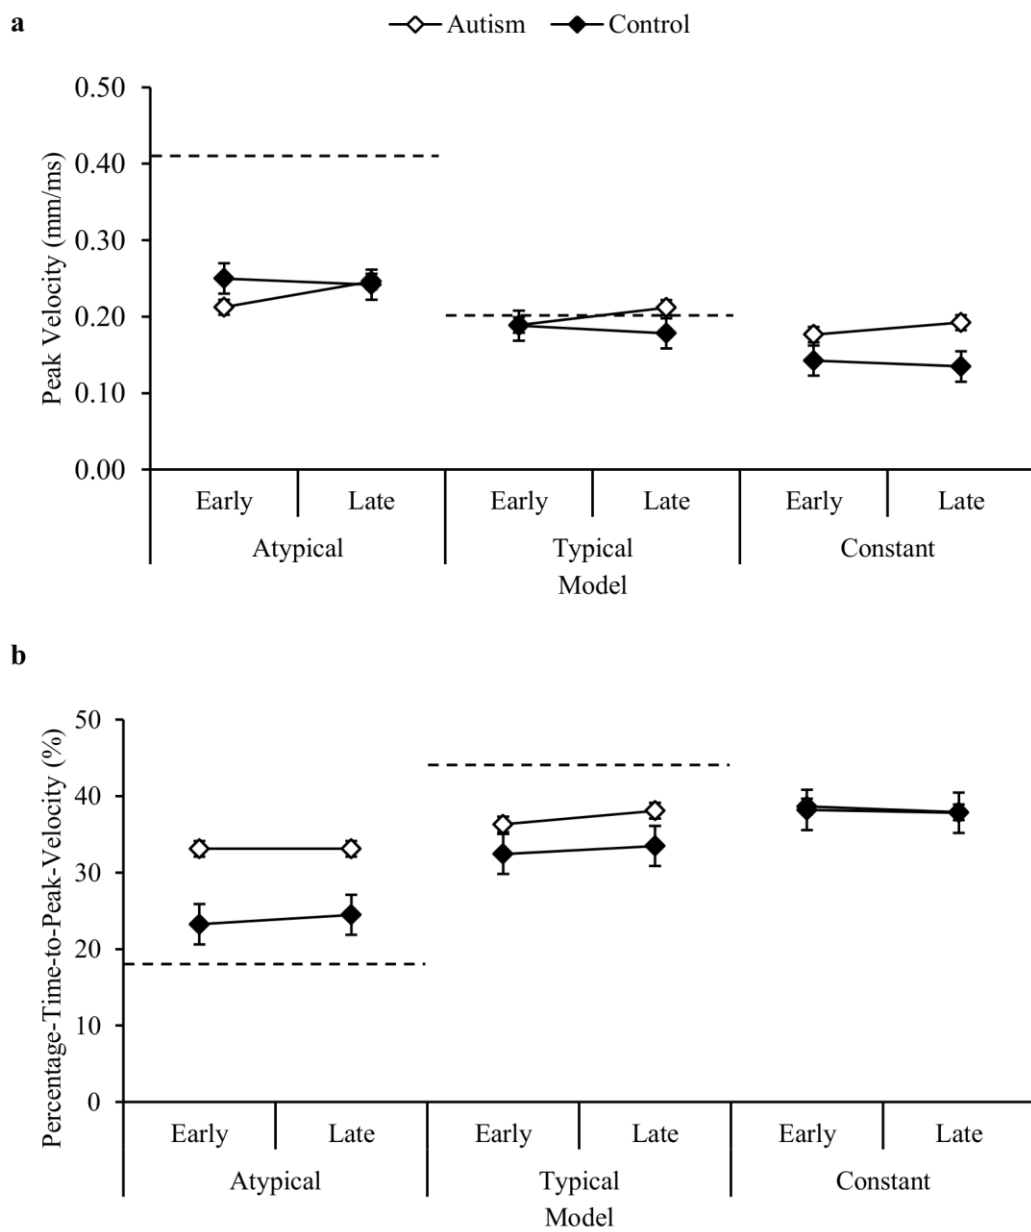 a
Autism Control
Peak Velocity (mm/ms)
0.50
0.40
0.30
0.20
0.10
0.00
Early Late Early Late Early Late
Atypical Typical Constant
Model
b
Percentage-Time-to-Peak-Velocity (%)
50
40
30
20
10
0
Early Late Early Late Early Late
Atypical Typical Constant
Model